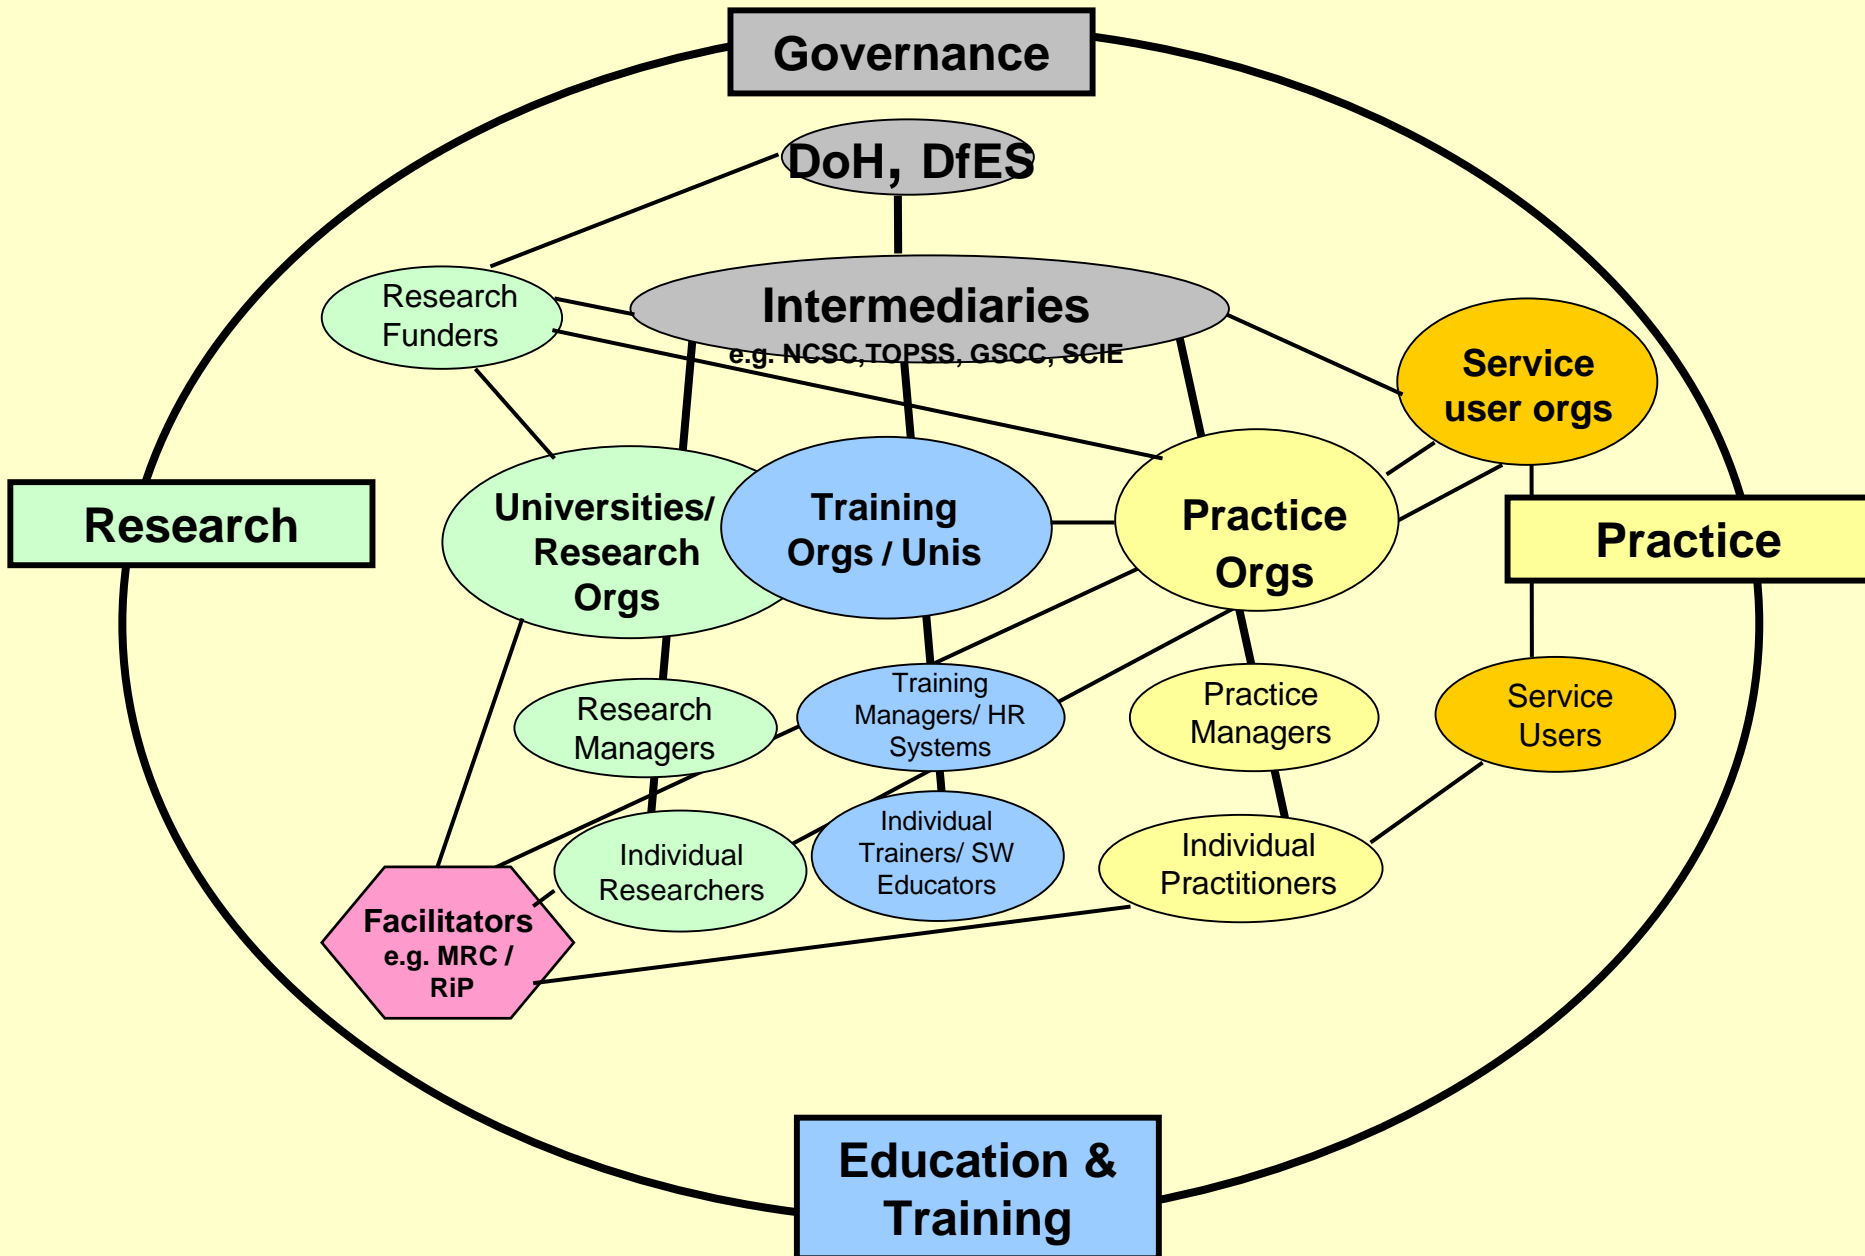 Governance
DoH, DfES
Research
Funders
Intermediaries
e.g. NCSC,TOPSS, GSCC, SCIE
Service
user orgs
Research
Universities/
Research
Orgs
Training
Orgs / Unis
Practice
Orgs
Practice
Research
Managers
Training
Managers/ HR
Systems
Practice
Managers
Service
Users
Individual
Researchers
Individual
Trainers/ SW
Educators
Individual
Practitioners
Facilitators
e.g. MRC /
RiP
Education &
Training